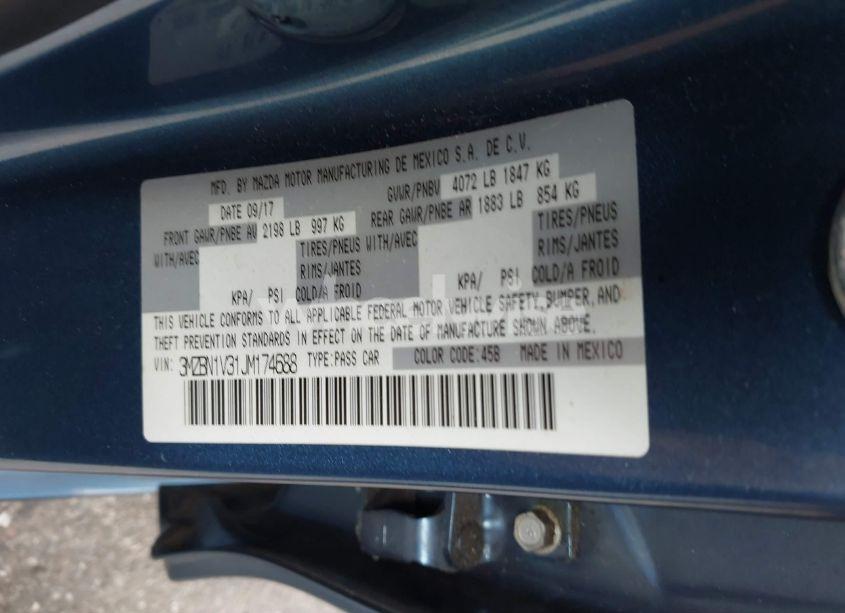 MFD. BY MAZDA MOTOR MANUFACTURING DE MEXICO S.A. DE C.V.
DATE 09/17 GVWR/PNBV 4072 LB 1847 KG
FRONT GAWR/PNBE AV 2198 LB 997 KG REAR GAWR/PNBE AR 1883 LB 854 KG
WITH/AVEC TIRES/PNEUS WITH/AVEC TIRES/PNEUS
RIMS/JANTES RIMS/JANTES
KPA/ PSI COLD/A FROID KPA/ PSI COLD/A FROID
THIS VEHICLE CONFORMS TO ALL APPLICABLE FEDERAL MOTOR VEHICLE SAFETY, BUMPER, AND
THEFT PREVENTION STANDARDS IN EFFECT ON THE DATE OF MANUFACTURE SHOWN ABOVE.
VIN: 3MZBN1V31JM174688 TYPE:PASS CAR COLOR CODE:45B MADE IN MEXICO